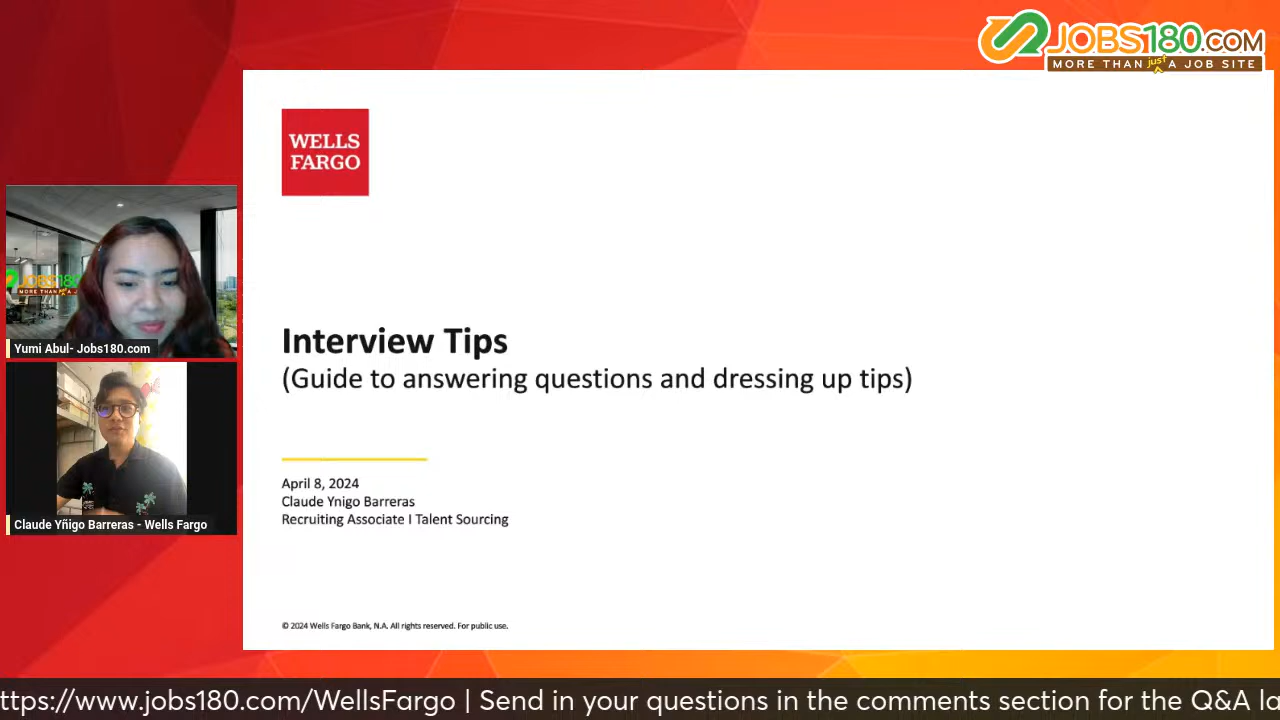 JOBS180.COM
MORE THAN just A JOB SITE
WELLS
FARGO
Interview Tips
(Guide to answering questions and dressing up tips)
April 8, 2024
Claude Ynigo Barreras
Recruiting Associate I Talent Sourcing
© 2024 Wells Fargo Bank, N.A. All rights reserved. For public use.
JOBS180
MORE THAN
Yumi Abul- Jobs180.com
Claude Yñigo Barreras - Wells Fargo
ttps://www.jobs180.com/WellsFargo | Send in your questions in the comments section for the Q&A la